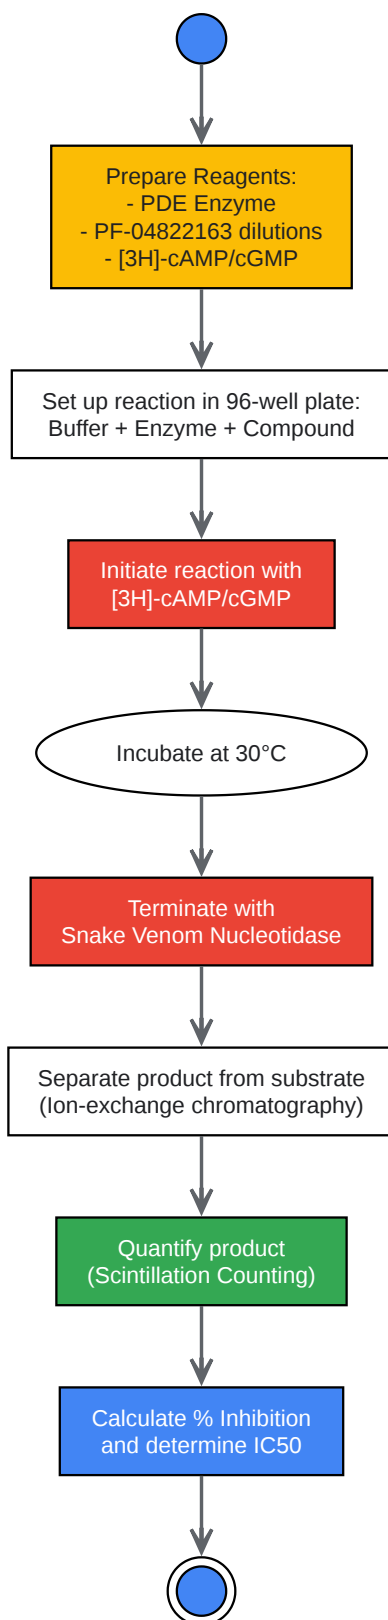 Prepare Reagents:
- PDE Enzyme
- PF-04822163 dilutions
- [3H]-cAMP/cGMP
Set up reaction in 96-well plate:
Buffer + Enzyme + Compound
Initiate reaction with
[3H]-cAMP/cGMP
Incubate at 30°C
Terminate with
Snake Venom Nucleotidase
Separate product from substrate
(Ion-exchange chromatography)
Quantify product
(Scintillation Counting)
Calculate % Inhibition
and determine IC50